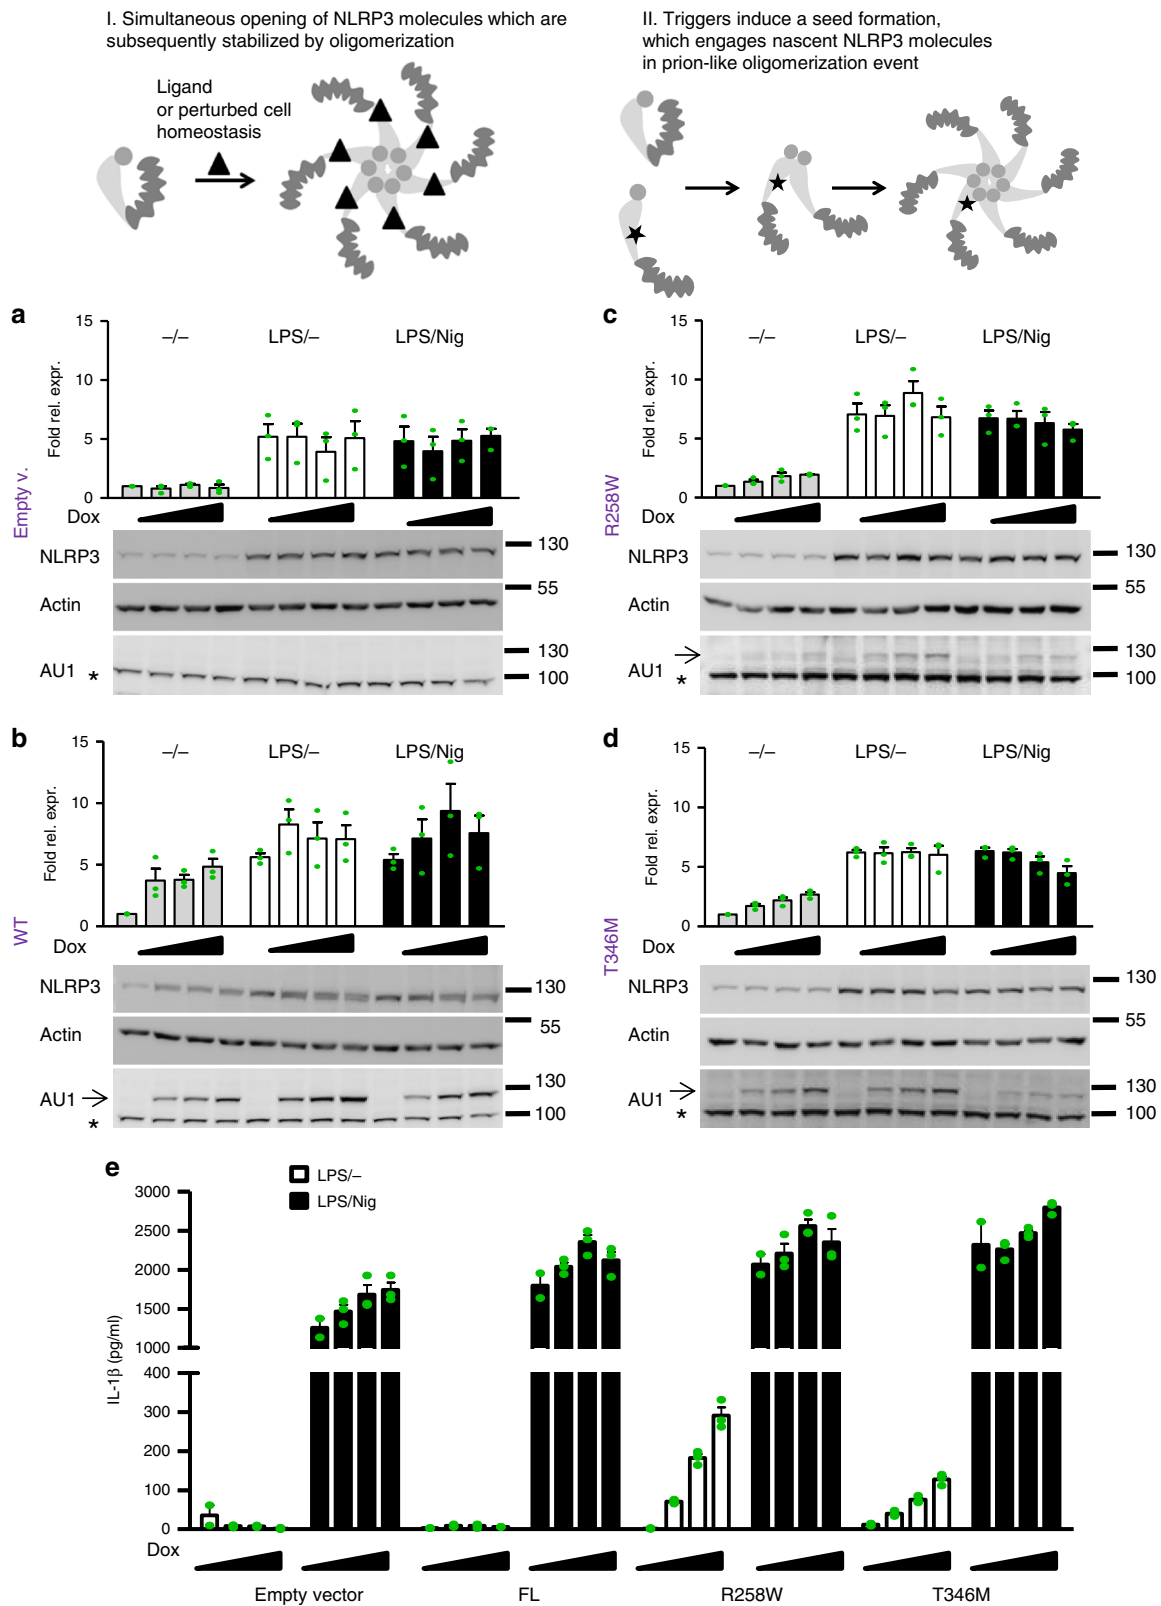 I. Simultaneous opening of NLRP3 molecules which are
subsequently stabilized by oligomerization
II. Triggers induce a seed formation,
which engages nascent NLRP3 molecules
in prion-like oligomerization event
Ligand
or perturbed cell
homeostasis
a
15
10
5
0
Fold rel. expr.
–/–
LPS/–
LPS/Nig
Empty v.
Dox
NLRP3
130
Actin
55
AU1
*
130
100
c
15
10
5
0
Fold rel. expr.
–/–
LPS/–
LPS/Nig
R258W
Dox
NLRP3
130
Actin
55
AU1
*
130
100
b
15
10
5
0
Fold rel. expr.
–/–
LPS/–
LPS/Nig
WT
Dox
NLRP3
130
Actin
55
AU1
*
130
100
d
15
10
5
0
Fold rel. expr.
–/–
LPS/–
LPS/Nig
T346M
Dox
NLRP3
130
Actin
55
AU1
*
130
100
e
LPS/–
LPS/Nig
IL-1β (pg/ml)
3000
2500
2000
1500
1000
400
300
200
100
0
Dox
Empty vector
FL
R258W
T346M